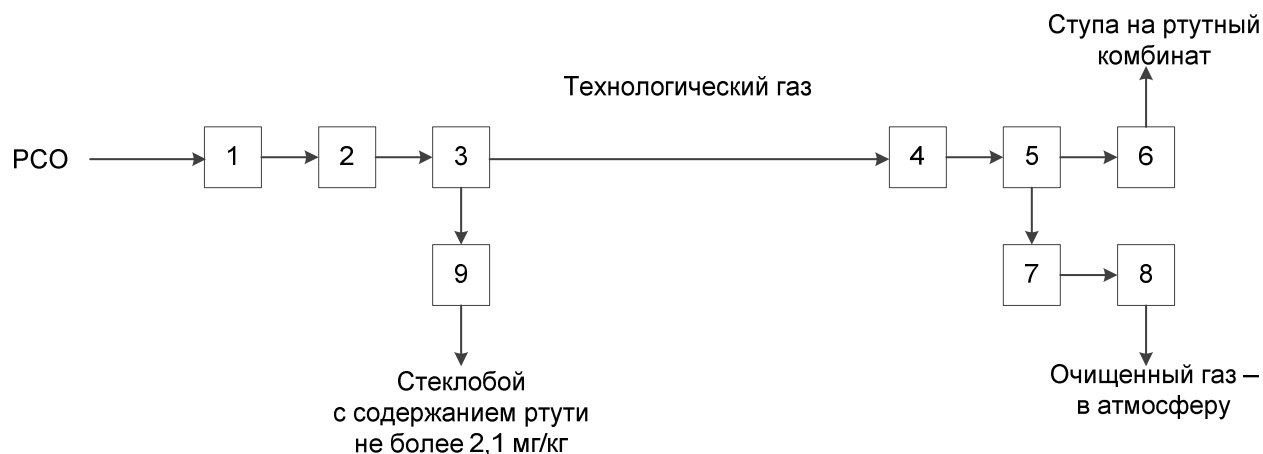 Ступа на ртутный
комбинат
Технологический газ
РСО
1
2
3
4
5
6
9
7
8
Стеклобой
с содержанием ртути
не более 2,1 мг/кг
Очищенный газ –
в атмосферу